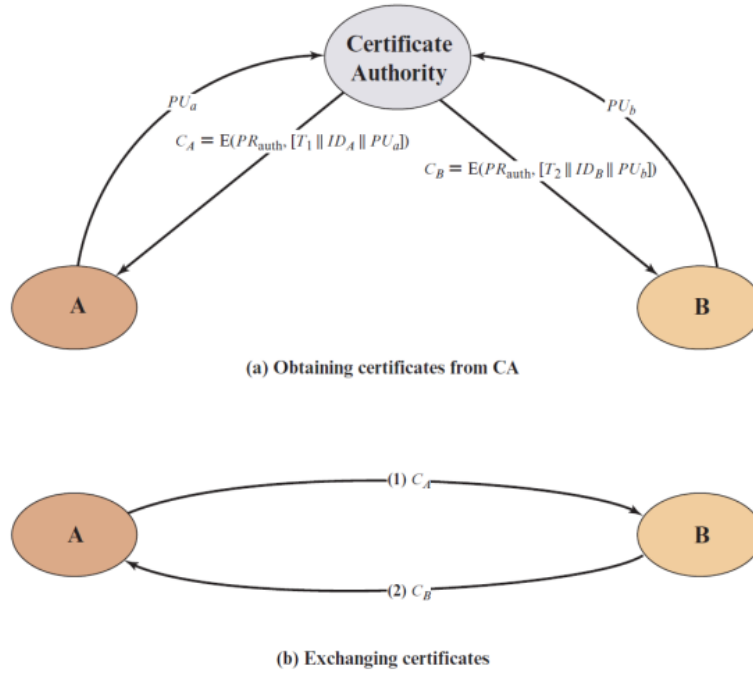 Certificate
Authority
PUa
PUb
CA = E(PRauth, [T1 || IDA || PUa])
CB = E(PRauth, [T2 || IDB || PUb])
A
B
(a) Obtaining certificates from CA
(1) CA
A
B
(2) CB
(b) Exchanging certificates